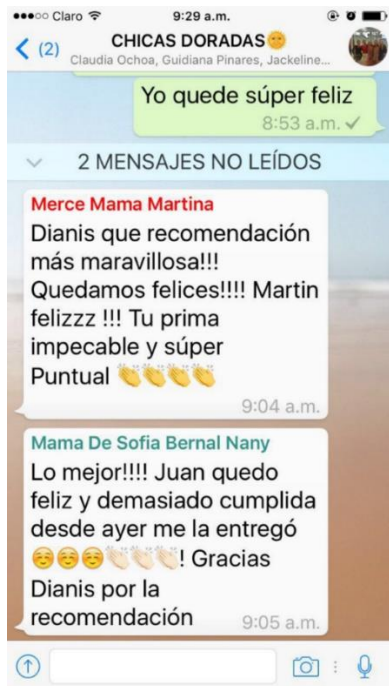 Claro 9:29 a.m.
(2) CHICAS DORADAS
Claudia Ochoa, Guidiana Pinares, Jackeline...
Yo quede súper feliz
8:53 a.m.
2 MENSAJES NO LEÍDOS
Merce Mama Martina
Dianis que recomendación
más maravillosa!!!
Quedamos felices!!!! Martin
felizzz !!! Tu prima
impecable y súper
Puntual 👏👏👏👏
9:04 a.m.
Mama De Sofia Bernal Nany
Lo mejor!!!! Juan quedo
feliz y demasiado cumplida
desde ayer me la entregó
☺️☺️☺️👏🏻👏🏻👏🏻! Gracias
Dianis por la
recomendación
9:05 a.m.